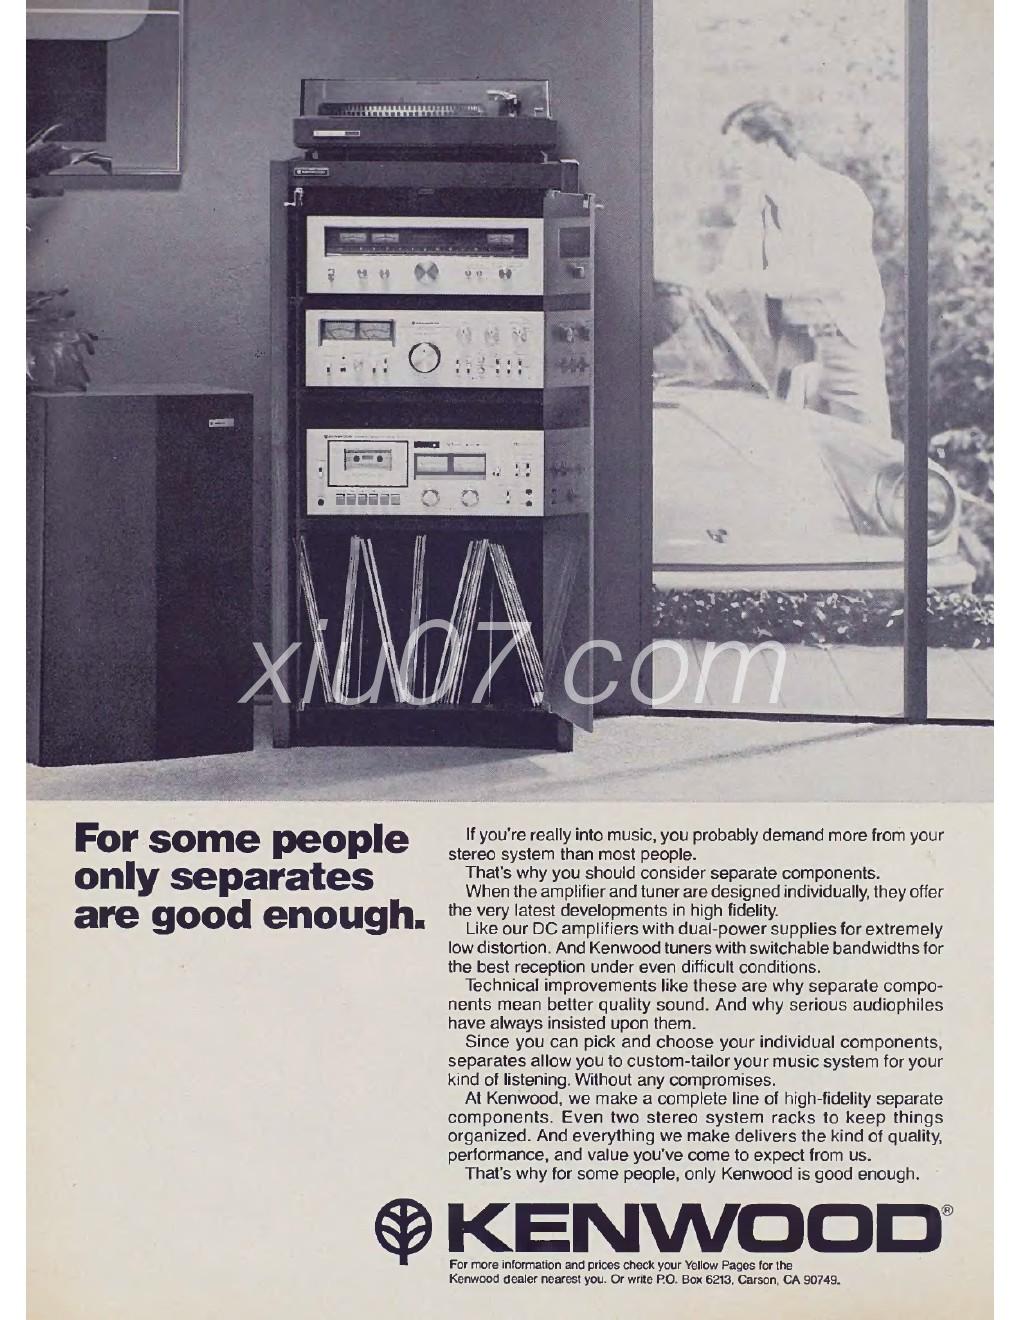 xiu07 com
For some people
only separates
are good enough.
If you're really into music, you probably demand more from your
stereo system than most people.
That's why you should consider separate components.
When the amplifier and tuner are designed individually, they offer
the very latest developments in high fidelity.
Like our DC amplifiers with dual-power supplies for extremely
low distortion. And Kenwood tuners with switchable bandwidths for
the best reception under even difficult conditions.
Technical improvements like these are why separate compo-
nents mean better quality sound. And why serious audiophiles
have always insisted upon them.
Since you can pick and choose your individual components,
separates allow you to custom-tailor your music system for your
kind of listening. Without any compromises.
At Kenwood, we make a complete line of high-fidelity separate
components. Even two stereo system racks to keep things
organized. And everything we make delivers the kind of quality,
performance, and value you've come to expect from us.
That's why for some people, only Kenwood is good enough.
KENWOOD®
For more information and prices check your Yellow Pages for the
Kenwood dealer nearest you. Or write P.O. Box 6213, Carson, CA 90749.